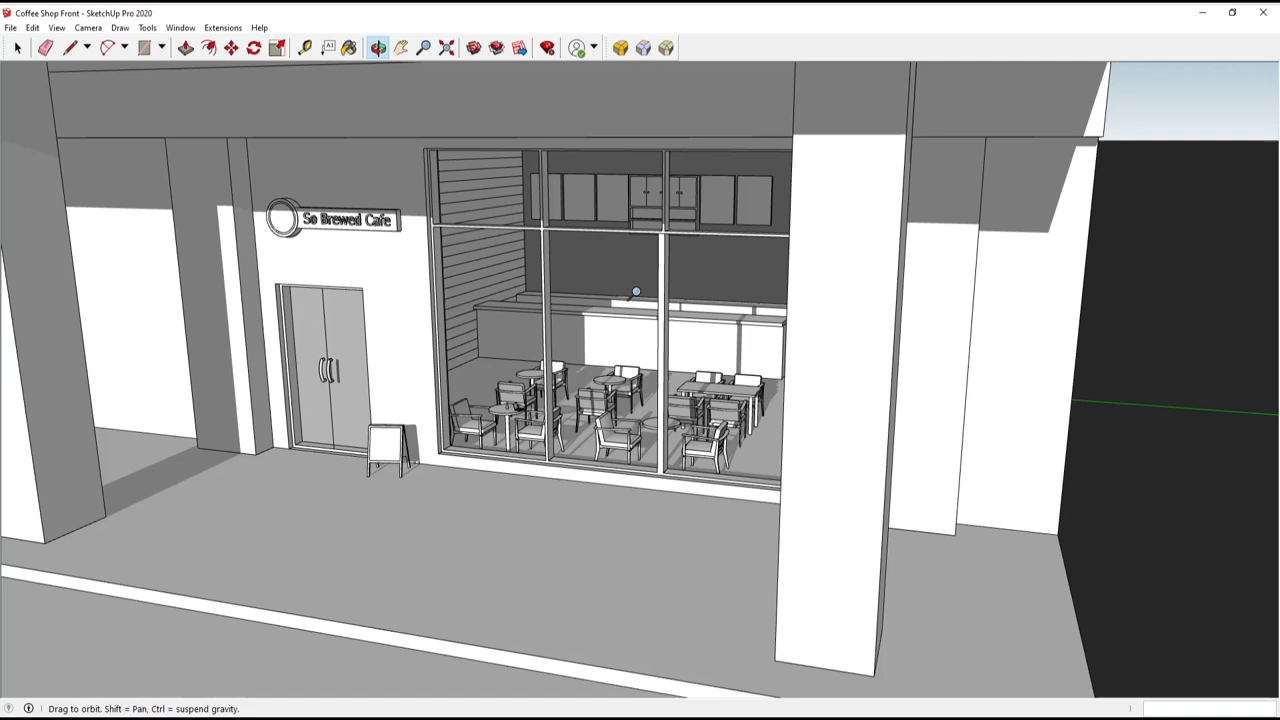 Coffee Shop Front - SketchUp Pro 2020
File Edit View Camera Draw Tools Window Extensions Help
A1
So Brewed Cafe
Drag to orbit. Shift = Pan, Ctrl = suspend gravity.